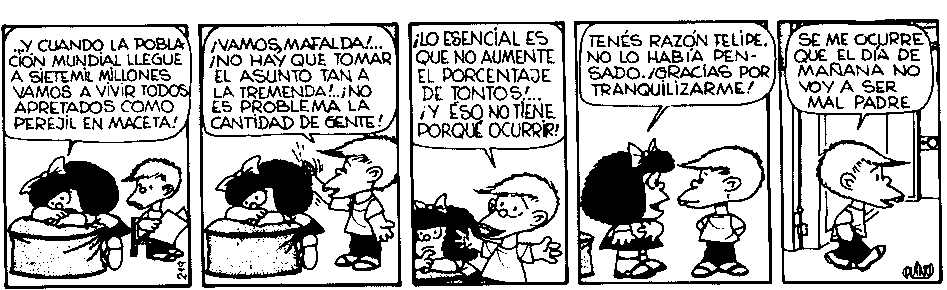 ...Y CUANDO LA POBLA
CIÓN MUNDIAL LLEGUE
A SIETEMIL MILLONES
VAMOS A VIVIR TODOS
APRETADOS COMO
PEREJIL EN MACETA!
¡VAMOS, MAFALDA!...
¡NO HAY QUE TOMAR
EL ASUNTO TAN A
LA TREMENDA!..¡NO
ES PROBLEMA LA
CANTIDAD DE GENTE!
¡LO ESENCIAL ES
QUE NO AUMENTE
EL PORCENTAJE
DE TONTOS!...
¡Y ESO NO TIENE
PORQUÉ OCURRIR!
TENÉS RAZÓN FELIPE.
NO LO HABÍA PEN-
SADO. ¡GRACIAS POR
TRANQUILIZARME!
SE ME OCURRE
QUE EL DÍA DE
MAÑANA NO
VOY A SER
MAL PADRE
QUINO